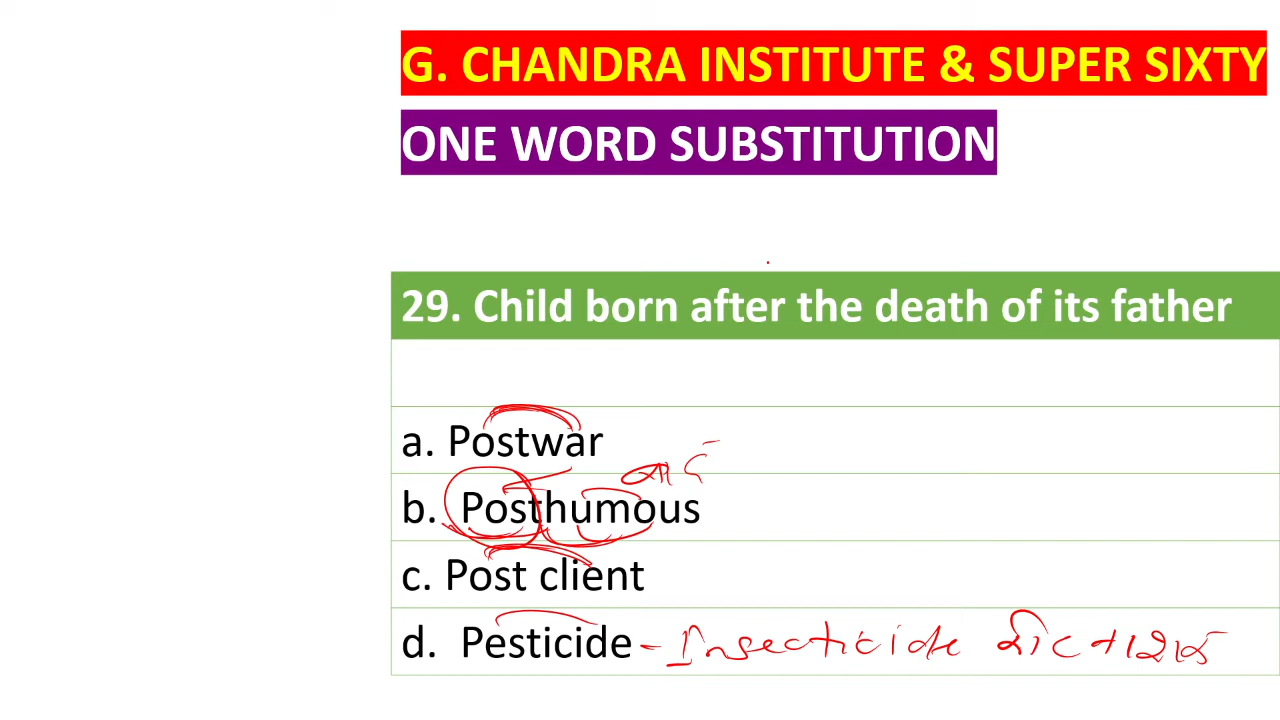 G. CHANDRA INSTITUTE & SUPER SIXTY
ONE WORD SUBSTITUTION
29. Child born after the death of its father
a. Postwar
b. Posthumous
c. Post client
d. Pesticide - Insecticide